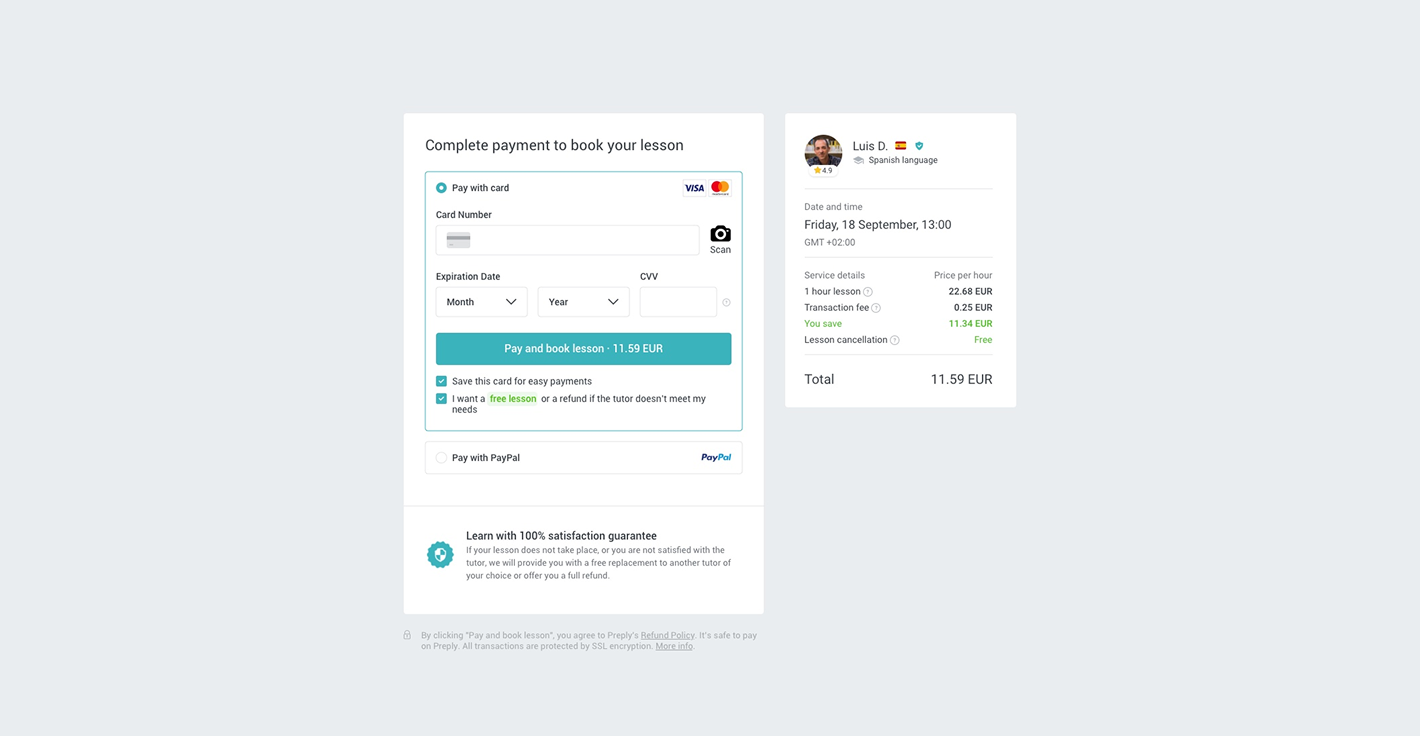 Complete payment to book your lesson
Pay with card
VISA
Card Number
Scan
Expiration Date
CVV
Month
Year
Pay and book lesson · 11.59 EUR
Save this card for easy payments
I want a free lesson or a refund if the tutor doesn't meet my
needs
Pay with PayPal
PayPal
Learn with 100% satisfaction guarantee
If your lesson does not take place, or you are not satisfied with the
tutor, we will provide you with a free replacement to another tutor of
your choice or offer you a full refund.
By clicking "Pay and book lesson", you agree to Preply's Refund Policy. It's safe to pay
on Preply. All transactions are protected by SSL encryption. More info.
Luis D.
Spanish language
4.9
Date and time
Friday, 18 September, 13:00
GMT +02:00
Service details Price per hour
1 hour lesson ? 22.68 EUR
Transaction fee ? 0.25 EUR
You save 11.34 EUR
Lesson cancellation ? Free
Total 11.59 EUR